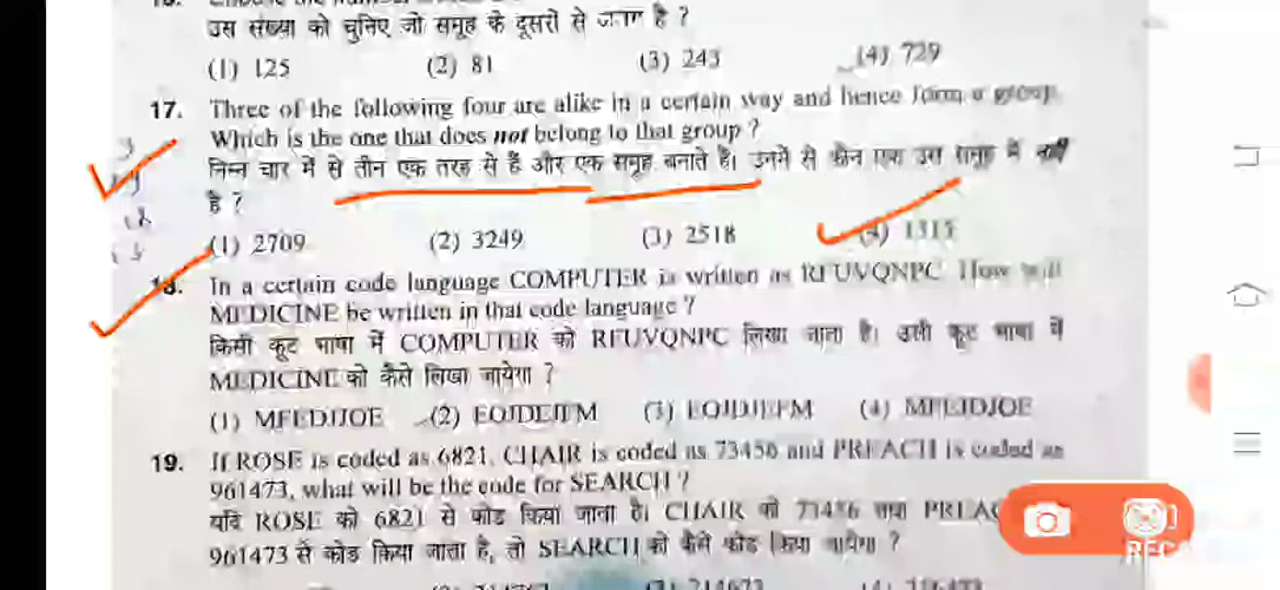 उस संख्या को चुनिए जो समूह के दूसरों से है ?
(1) 125 (2) 81 (3) 243 (4) 729
17. Three of the following four are alike in a certain way and hence form a group.
Which is the one that does not belong to that group ?
निम्न चार में से तीन एक तरह से हैं और एक समूह बनाते हैं। उनमें से कौन एक उस समूह में नहीं
है ?
(1) 2709 (2) 3249 (3) 2518 (4) 1315
18. In a certain code language COMPUTER is written as RFUVQNPC. How will
MEDICINE be written in that code language ?
किसी कूट भाषा में COMPUTER को RFUVQNPC लिखा जाता है। उसी कूट भाषा में
MEDICINE को कैसे लिखा जायेगा ?
(1) (2) (3) (4)
19. If ROSE is coded as 6821, CHAIR is coded as 73456 and PREACH is coded as
961473, what will be the code for SEARCH ?
यदि ROSE को 6821 से कोड किया जाता है। CHAIR को 73456 तथा PREAC
961473 से कोड किया जाता है, तो SEARCH को कैसे कोड किया जायेगा ?
(3) 214673 (4)